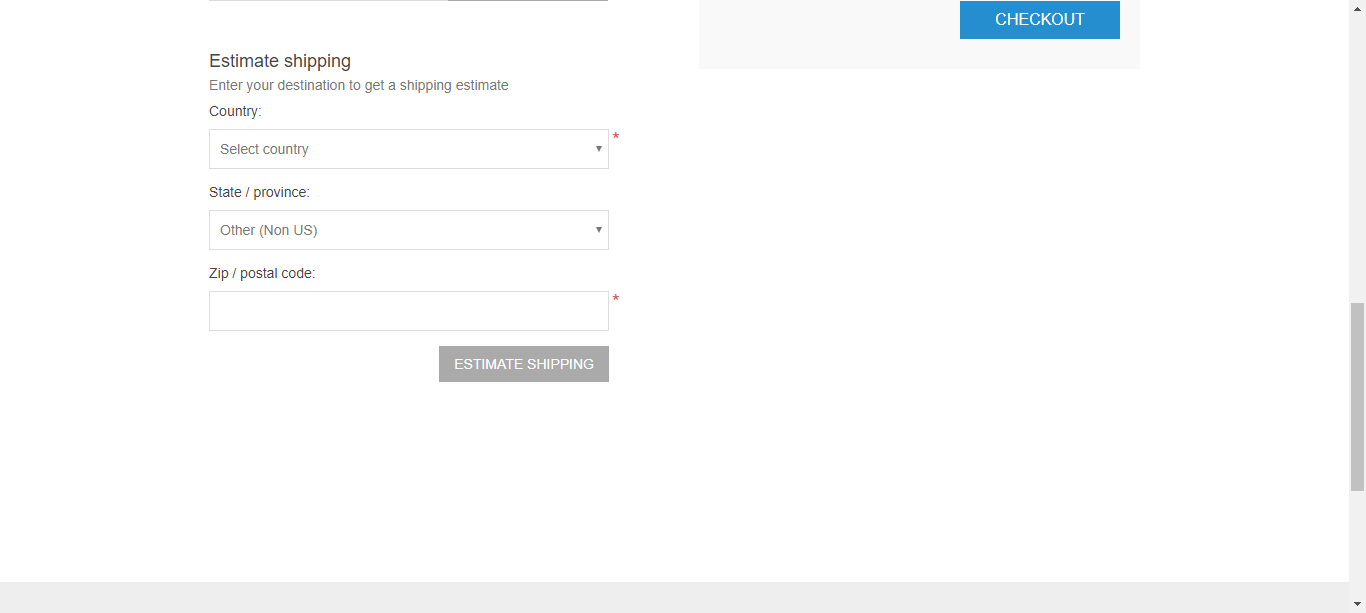 CHECKOUT
Estimate shipping
Enter your destination to get a shipping estimate
Country:
Select country
*
State / province:
Other (Non US)
Zip / postal code:
*
ESTIMATE SHIPPING